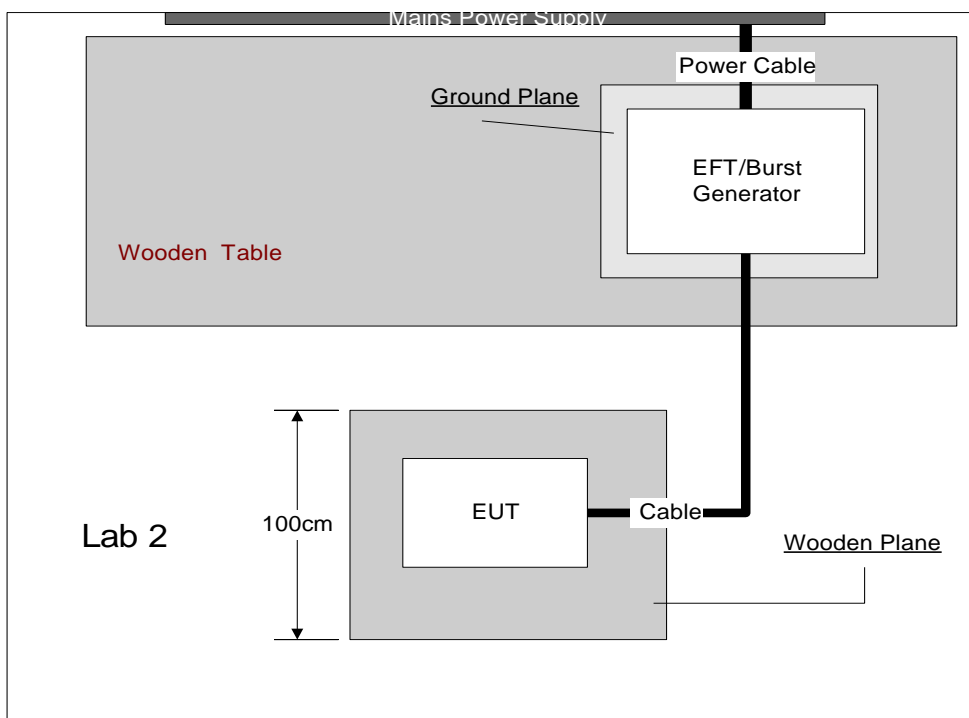 Mains Power Supply
Power Cable
Ground Plane
EFT/Burst
Generator
Wooden Table
EUT
Cable
100cm
Lab 2
Wooden Plane